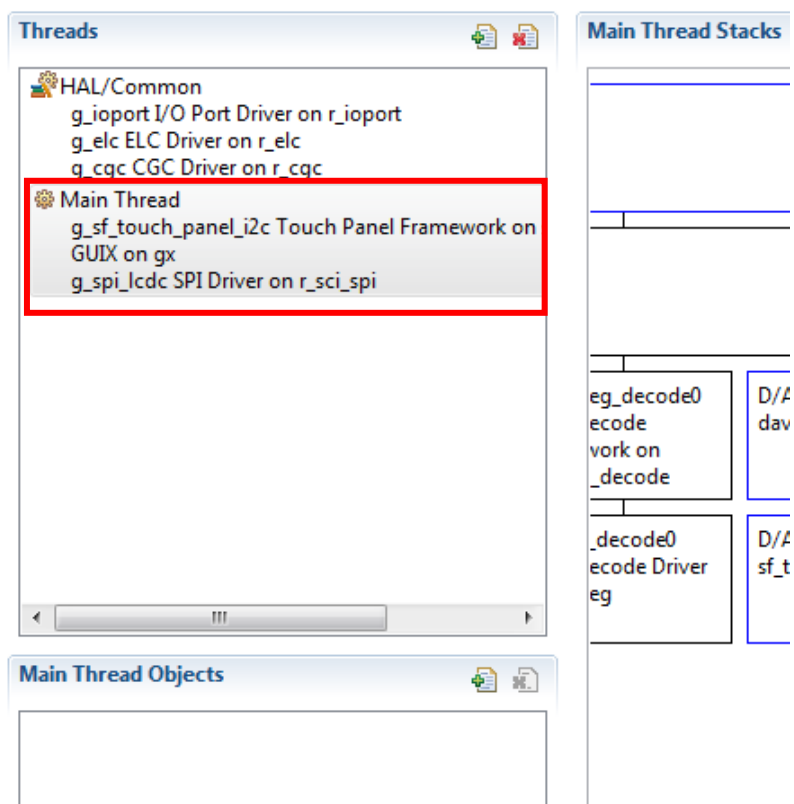 Threads
HAL/Common
g_ioport I/O Port Driver on r_ioport
g_elc ELC Driver on r_elc
g_cgc CGC Driver on r_cgc
Main Thread
g_sf_touch_panel_i2c Touch Panel Framework on
GUIX on gx
g_spi_lcdc SPI Driver on r_sci_spi
Main Thread Objects
Main Thread Stacks
eg_decode0
ecode
work on
_decode
D/A
dav
_decode0
ecode Driver
eg
D/A
sf_t